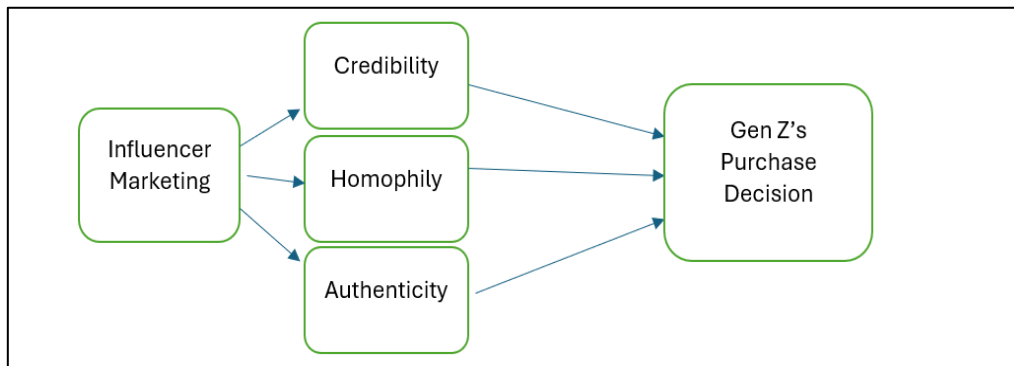 Influencer
Marketing
Credibility
Homophily
Authenticity
Gen Z’s
Purchase
Decision